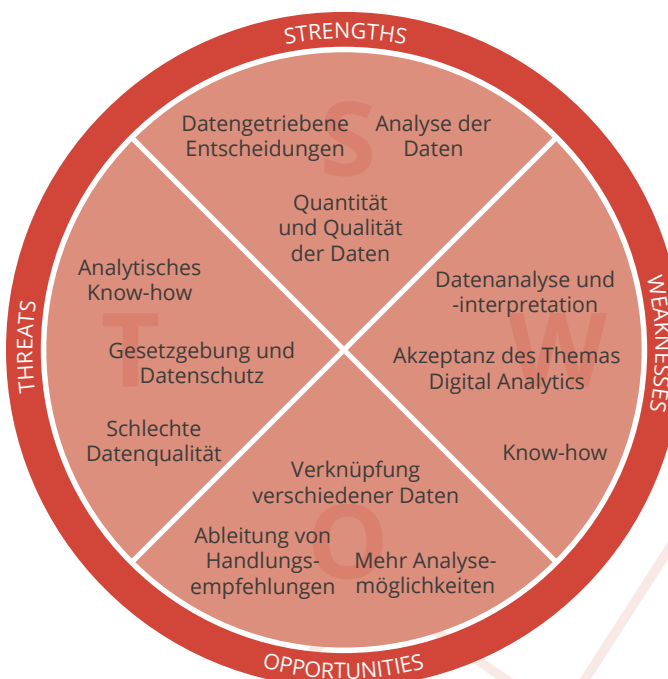 STRENGTHS
S
Datengetriebene
Entscheidungen
Analyse der
Daten
Quantität
und Qualität
der Daten
THREATS
T
Analytisches
Know-how
Gesetzgebung und
Datenschutz
Schlechte
Datenqualität
WEAKNESSES
W
Datenanalyse und
-interpretation
Akzeptanz des Themas
Digital Analytics
Know-how
O
Verknüpfung
verschiedener Daten
Ableitung von
Handlungs-
empfehlungen
Mehr Analyse-
möglichkeiten
OPPORTUNITIES